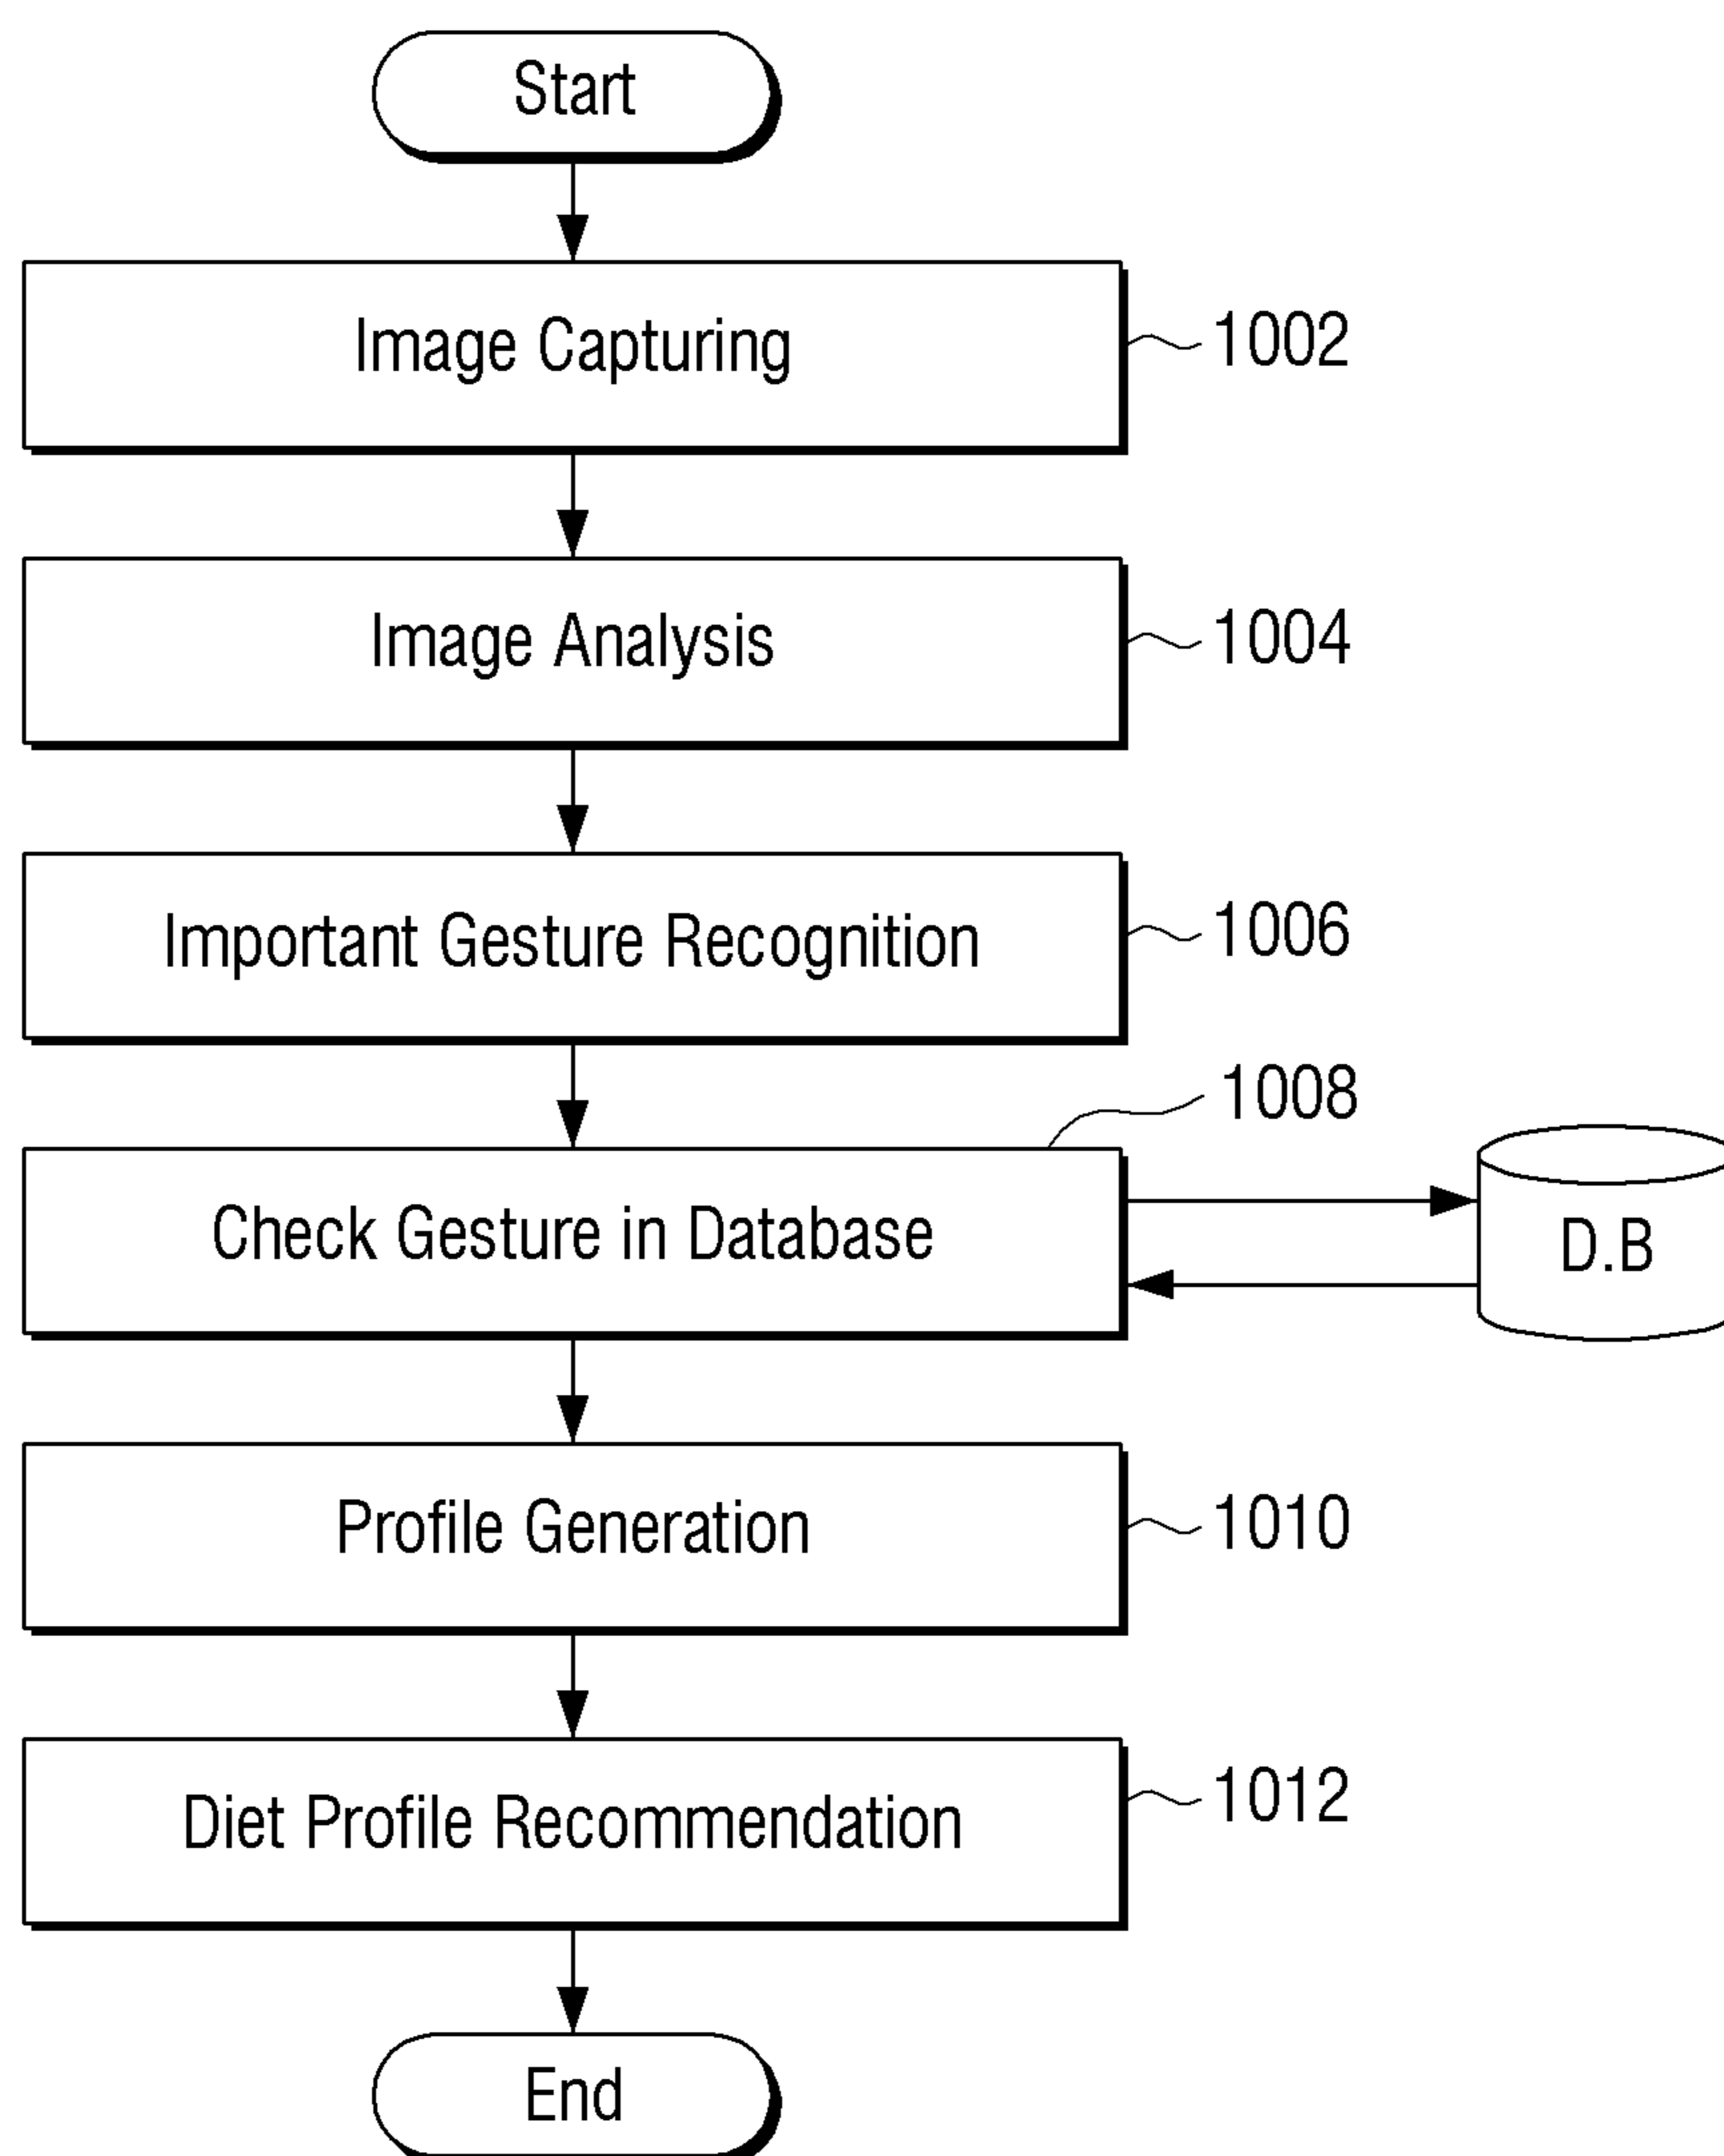 Start
Image Capturing
1002
Image Analysis
1004
Important Gesture Recognition
1006
1008
Check Gesture in Database
D.B
Profile Generation
1010
Diet Profile Recommendation
1012
End